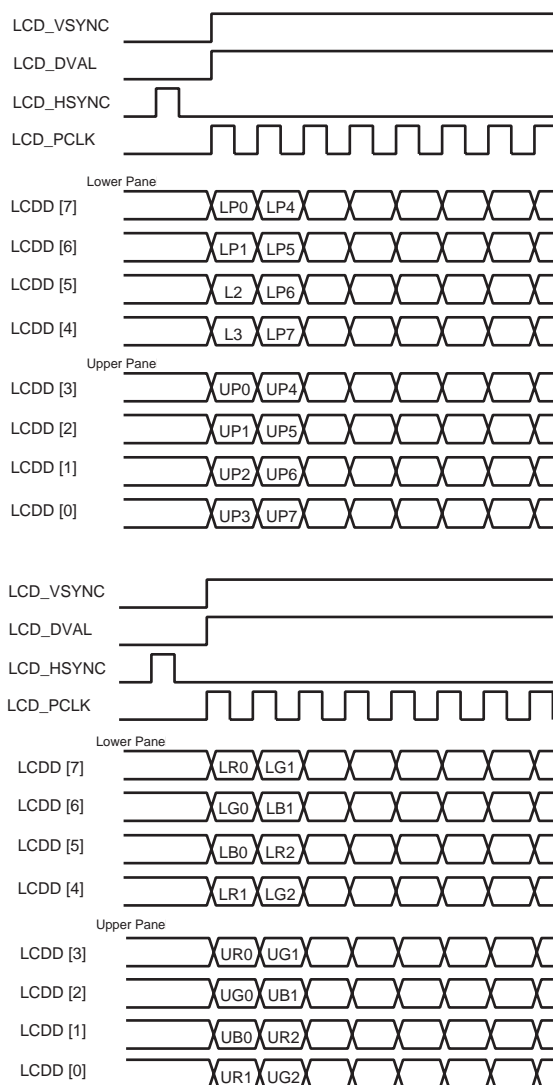 LCD_VSYNC
LCD_DVAL
LCD_HSYNC
LCD_PCLK
Lower Pane
LCDD [7] LP0 LP4
LCDD [6] LP1 LP5
LCDD [5] L2 LP6
LCDD [4] L3 LP7
Upper Pane
LCDD [3] UP0 UP4
LCDD [2] UP1 UP5
LCDD [1] UP2 UP6
LCDD [0] UP3 UP7
LCD_VSYNC
LCD_DVAL
LCD_HSYNC
LCD_PCLK
Lower Pane
LCDD [7] LR0 LG1
LCDD [6] LG0 LB1
LCDD [5] LB0 LR2
LCDD [4] LR1 LG2
Upper Pane
LCDD [3] UR0 UG1
LCDD [2] UG0 UB1
LCDD [1] UB0 UR2
LCDD [0] UR1 UG2